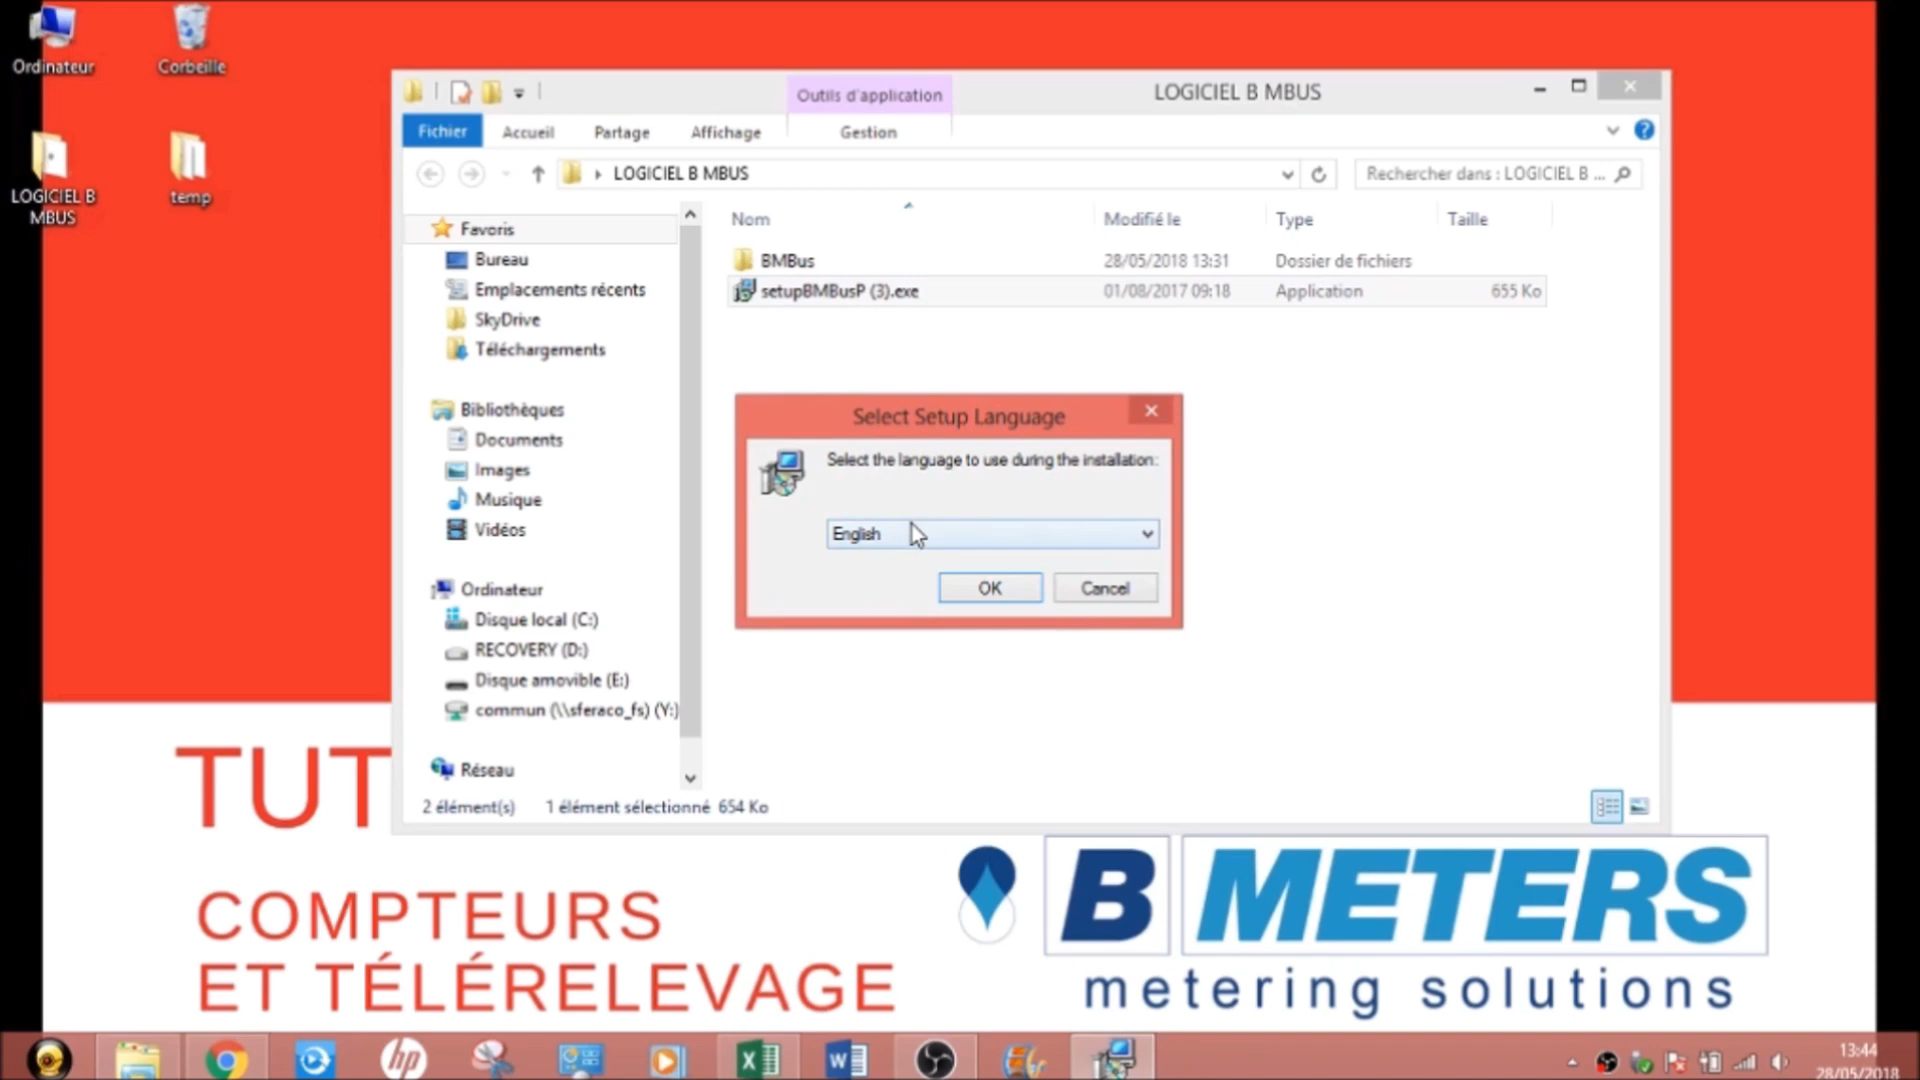 Ordinateur
Corbeille
LOGICIEL B
MBUS
temp
Outils d'application
LOGICIEL B MBUS
Fichier
Accueil
Partage
Affichage
Gestion
LOGICIEL B MBUS
Rechercher dans : LOGICIEL B ...
Favoris
Bureau
Emplacements récents
SkyDrive
Téléchargements
Bibliothèques
Documents
Images
Musique
Vidéos
Ordinateur
Disque local (C:)
RECOVERY (D:)
Disque amovible (E:)
commun (\\sferaco_fs) (Y:)
Réseau
Nom
Modifié le
Type
Taille
BMBus
28/05/2018 13:31
Dossier de fichiers
setupBMBusP (3).exe
01/08/2017 09:18
Application
655 Ko
Select Setup Language
Select the language to use during the installation:
English
OK
Cancel
2 élément(s)
1 élément sélectionné 654 Ko
TUT
COMPTEURS
ET TÉLÉRELEVAGE
B METERS
metering solutions
hp
13:44
28/05/2018